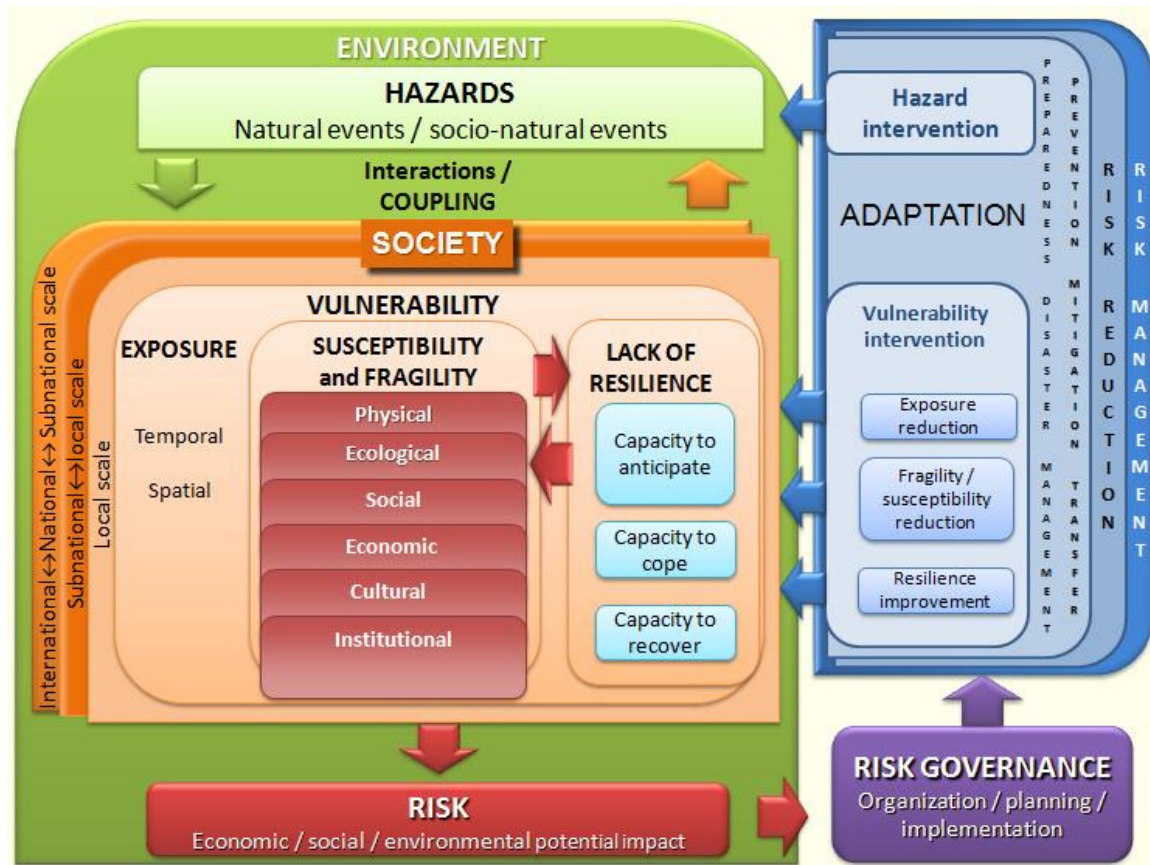 ENVIRONMENT
HAZARDS
Natural events / socio-natural events
Interactions /
COUPLING
SOCIETY
International↔National↔Subnational scale
Subnational↔local scale
Local scale
VULNERABILITY
EXPOSURE
Temporal
Spatial
SUSCEPTIBILITY
and FRAGILITY
Physical
Ecological
Social
Economic
Cultural
Institutional
LACK OF
RESILIENCE
Capacity to
anticipate
Capacity to
cope
Capacity to
recover
RISK
Economic / social / environmental potential impact
Hazard
intervention
ADAPTATION
Vulnerability
intervention
Exposure
reduction
Fragility /
susceptibility
reduction
Resilience
improvement
PREPAREDNESS DISASTER MANAGEMENT
PREVENTION MITIGATION TRANSFER
RISK REDUCTION
RISK MANAGEMENT
RISK GOVERNANCE
Organization / planning /
implementation